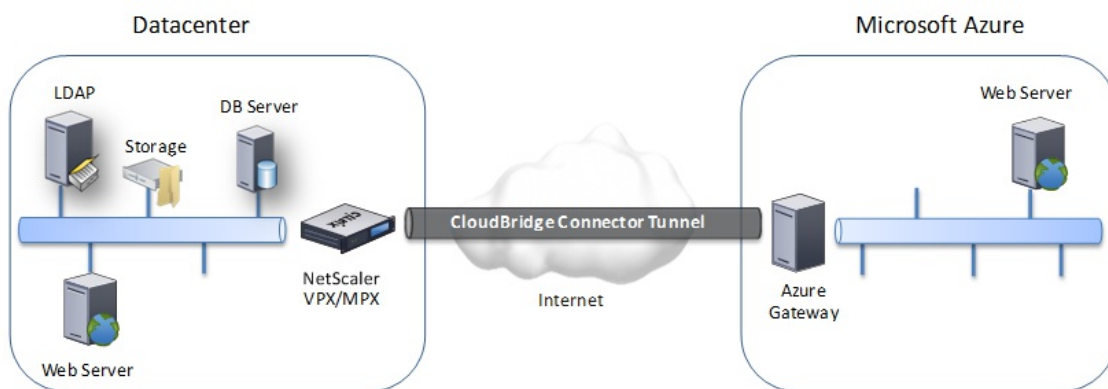 Datacenter
Microsoft Azure
LDAP
DB Server
Storage
Web Server
CITRIX
CloudBridge Connector Tunnel
NetScaler
VPX/MPX
Internet
Azure
Gateway
Web Server